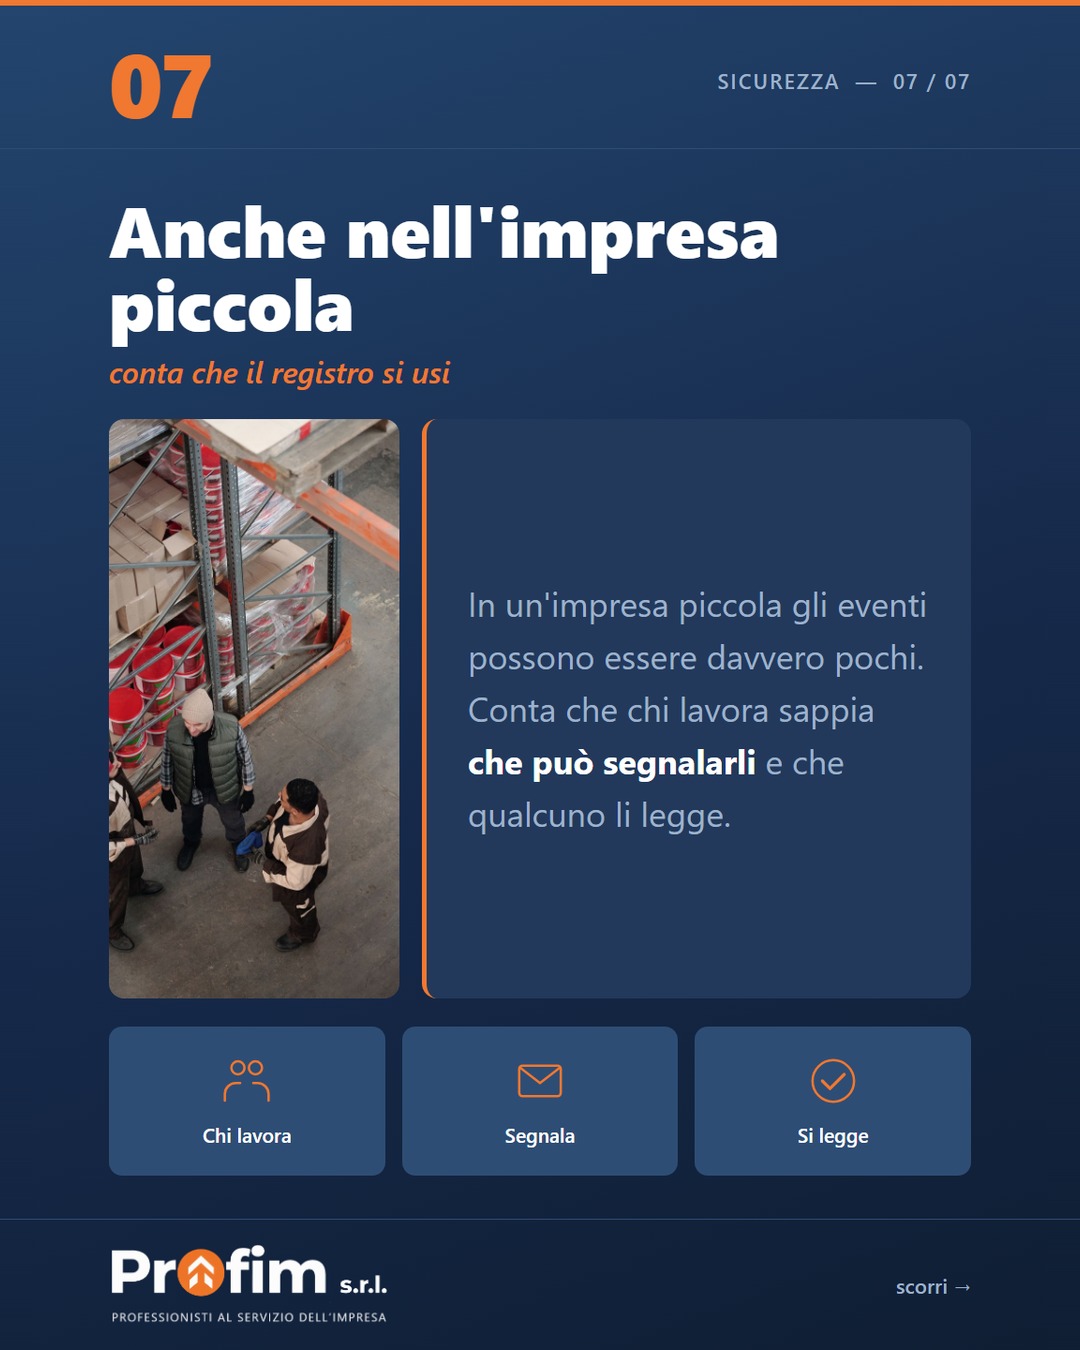 07
SICUREZZA — 07 / 07
Anche nell'impresa
piccola
conta che il registro si usi
In un'impresa piccola gli eventi
possono essere davvero pochi.
Conta che chi lavora sappia
che può segnalarli e che
qualcuno li legge.
Chi lavora
Segnala
Si legge
Profim s.r.l.
PROFESSIONISTI AL SERVIZIO DELL'IMPRESA
scorri →